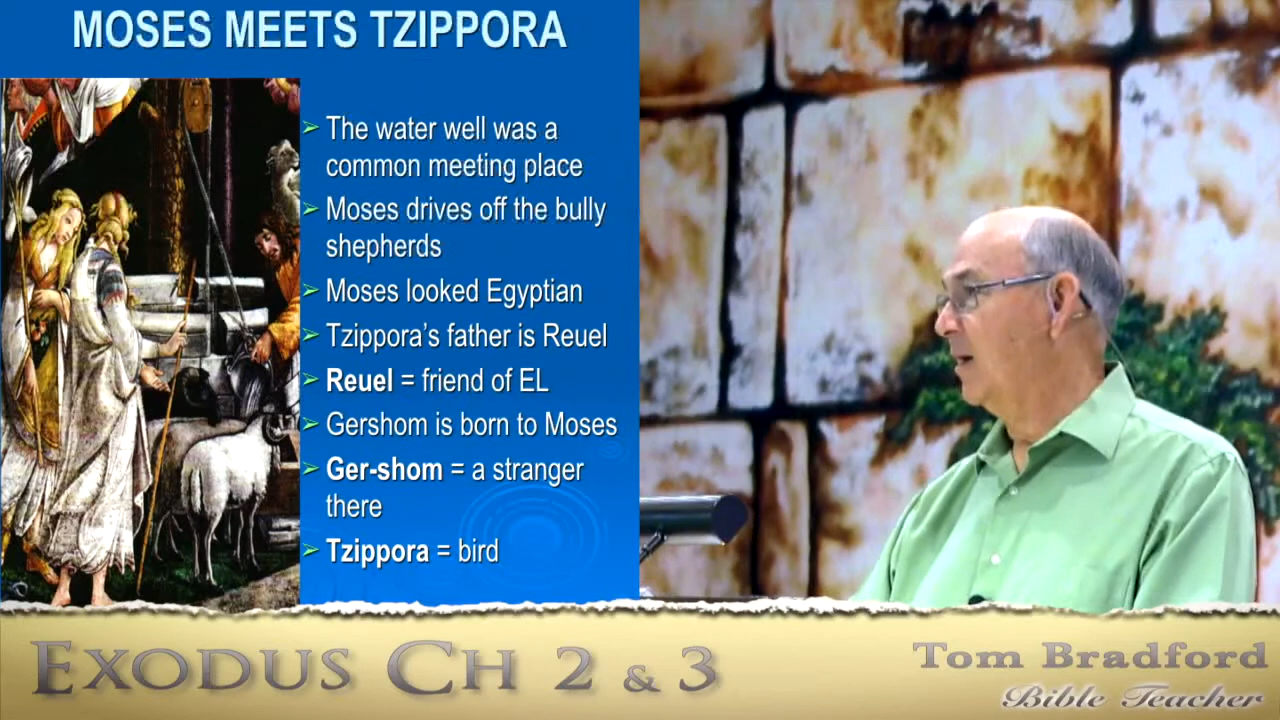 MOSES MEETS TZIPPORA
➢ The water well was a
common meeting place
➢ Moses drives off the bully
shepherds
➢ Moses looked Egyptian
➢ Tzippora’s father is Reuel
➢ Reuel = friend of EL
➢ Gershom is born to Moses
➢ Ger-shom = a stranger
there
➢ Tzippora = bird
Exodus Ch 2 & 3
Tom Bradford
Bible Teacher